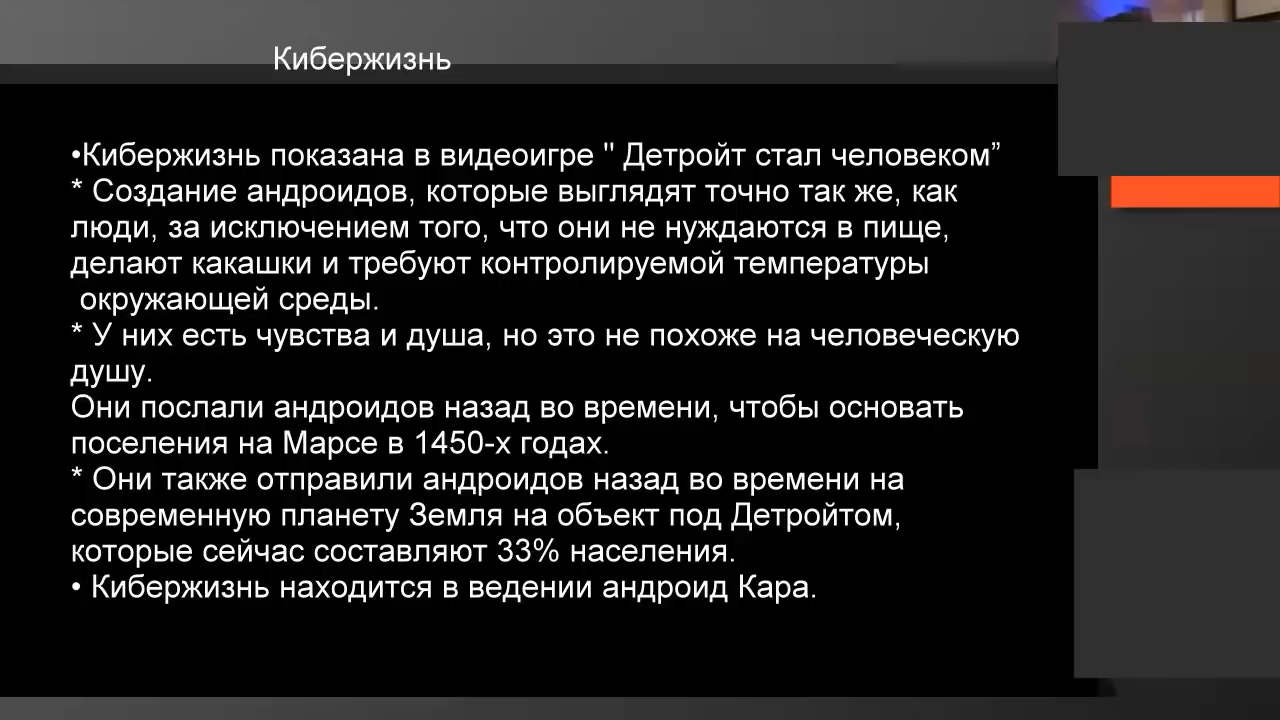 Кибержизнь
•Кибержизнь показана в видеоигре " Детройт стал человеком”
* Создание андроидов, которые выглядят точно так же, как
люди, за исключением того, что они не нуждаются в пище,
делают какашки и требуют контролируемой температуры
окружающей среды.
* У них есть чувства и душа, но это не похоже на человеческую
душу.
Они послали андроидов назад во времени, чтобы основать
поселения на Марсе в 1450-х годах.
* Они также отправили андроидов назад во времени на
современную планету Земля на объект под Детройтом,
которые сейчас составляют 33% населения.
• Кибержизнь находится в ведении андроид Кара.